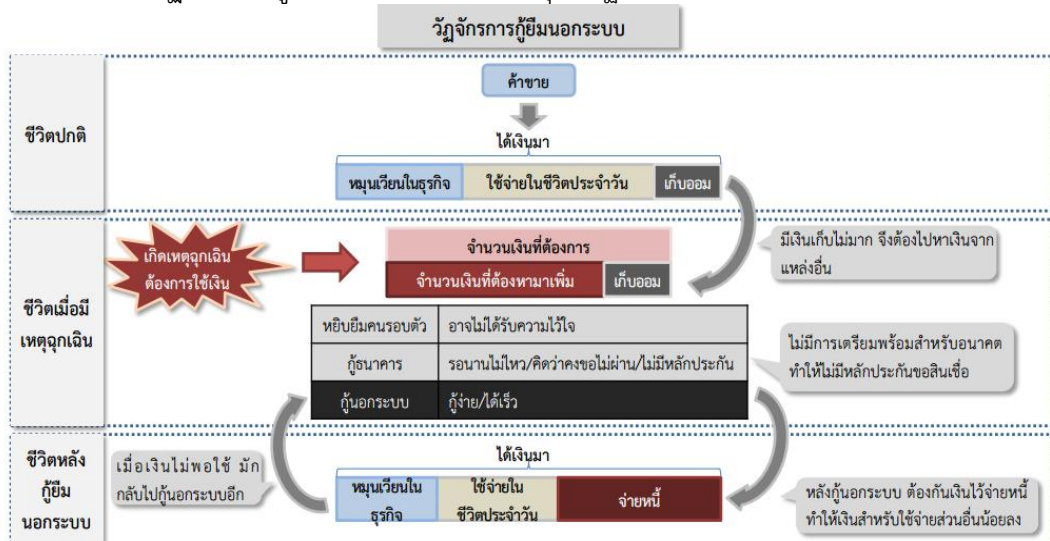 วัฏจักรการกู้ยืมนอกระบบ
ชีวิตปกติ
ค้าขาย
ได้เงินมา
หมุนเวียนในธุรกิจ ใช้จ่ายในชีวิตประจำวัน เก็บออม
มีเงินเก็บไม่มาก จึงต้องไปหาเงินจาก
แหล่งอื่น
ชีวิตเมื่อมี
เหตุฉุกเฉิน
เกิดเหตุฉุกเฉิน
ต้องการใช้เงิน
จำนวนเงินที่ต้องการ
จำนวนเงินที่ต้องหามาเพิ่ม เก็บออม
หยิบยืมคนรอบตัว อาจไม่ได้รับความไว้ใจ
กู้ธนาคาร รอนานไม่ไหว/คิดว่าคงขอไม่ผ่าน/ไม่มีหลักประกัน
กู้นอกระบบ กู้ง่าย/ได้เร็ว
ไม่มีการเตรียมพร้อมสำหรับอนาคต
ทำให้ไม่มีหลักประกันขอสินเชื่อ
ชีวิตหลัง
กู้ยืม
นอกระบบ
เมื่อเงินไม่พอใช้ มัก
กลับไปกู้นอกระบบอีก
ได้เงินมา
หมุนเวียนใน
ธุรกิจ
ใช้จ่ายใน
ชีวิตประจำวัน
จ่ายหนี้
หลังกู้นอกระบบ ต้องกันเงินไว้จ่ายหนี้
ทำให้เงินสำหรับใช้จ่ายส่วนอื่นน้อยลง